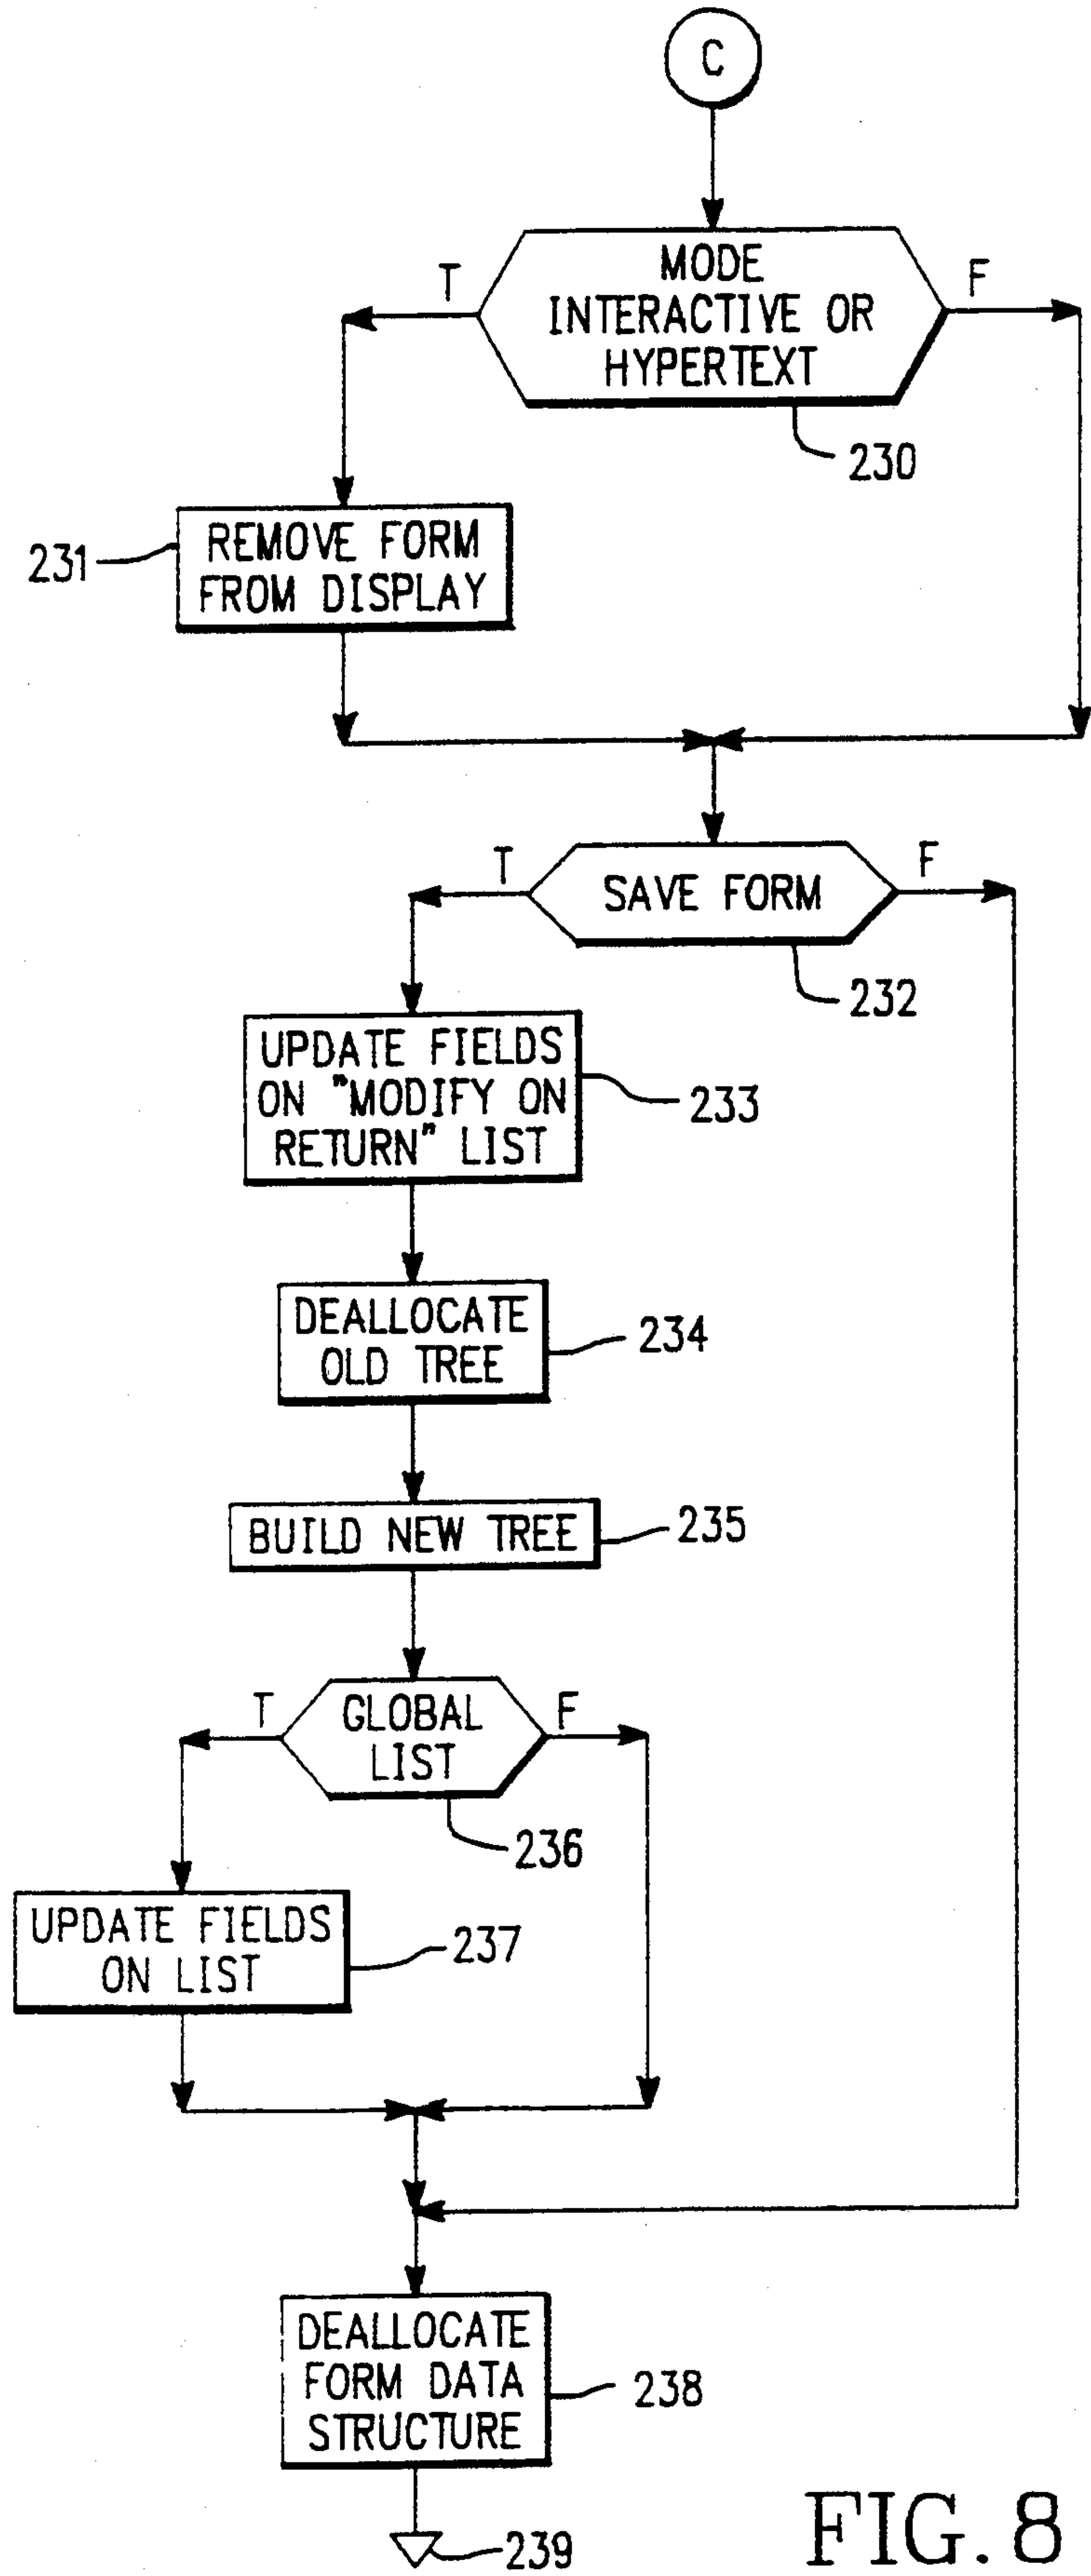 C
MODE
INTERACTIVE OR
HYPERTEXT
T
F
230
REMOVE FORM
FROM DISPLAY
231
SAVE FORM
T
F
232
UPDATE FIELDS
ON "MODIFY ON
RETURN" LIST
233
DEALLOCATE
OLD TREE
234
BUILD NEW TREE
235
GLOBAL
LIST
T
F
236
UPDATE FIELDS
ON LIST
237
DEALLOCATE
FORM DATA
STRUCTURE
238
239
FIG. 8